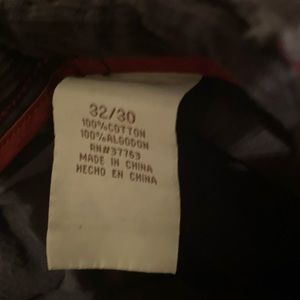 32/30
100%COTTON
100%ALGODON
RN#37763
MADE IN CHINA
HECHO EN CHINA